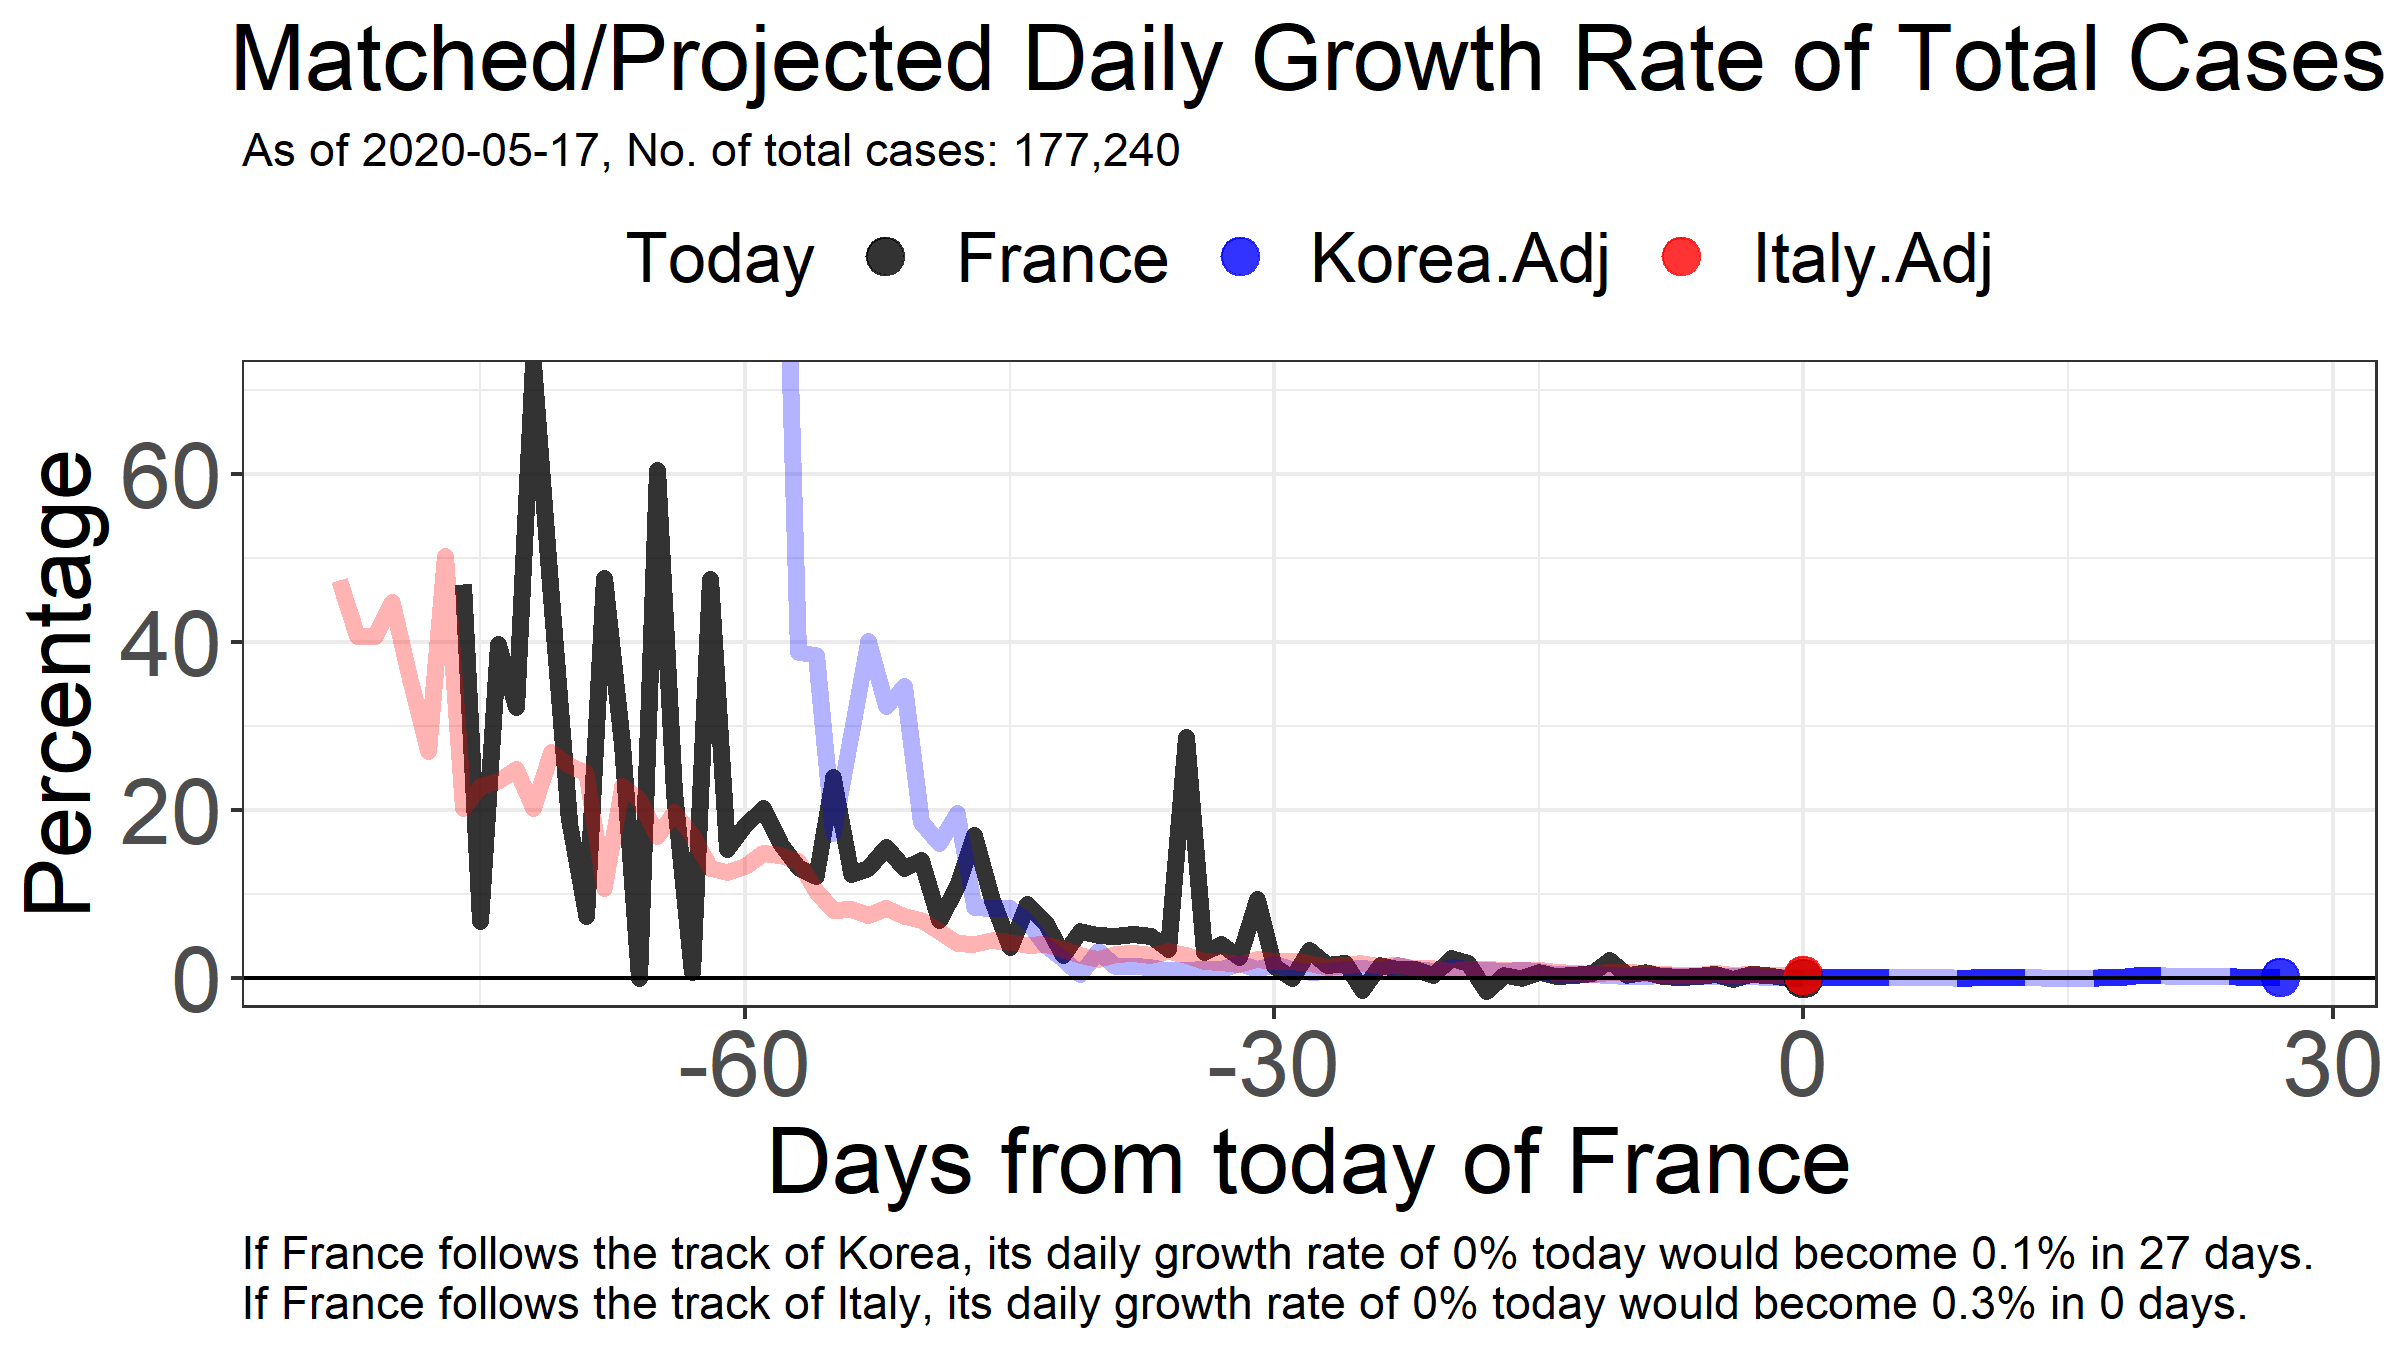 Matched/Projected Daily Growth Rate of Total Cases
As of 2020-05-17, No. of total cases: 177,240
Today France Korea.Adj Italy.Adj
Percentage
60
40
20
0
-60 -30 0 30
Days from today of France
If France follows the track of Korea, its daily growth rate of 0% today would become 0.1% in 27 days.
If France follows the track of Italy, its daily growth rate of 0% today would become 0.3% in 0 days.